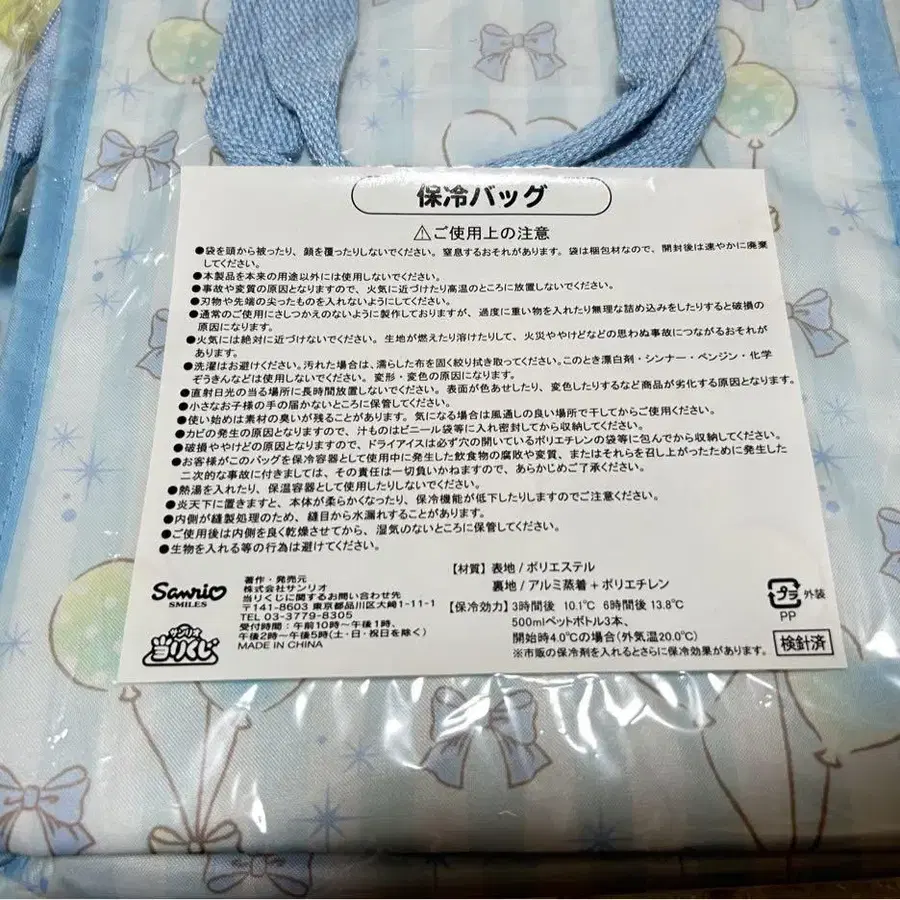 保冷バッグ
⚠ご使用上の注意
●袋を頭から被ったり、顔を覆ったりしないでください。窒息するおそれがあります。袋は梱包材なので、開封後は速やかに廃棄
してください。
●本製品を本来の用途以外には使用しないでください。
●事故や変質の原因となりますので、火気に近づけたり高温のところに放置しないでください。
●刃物や先端の尖ったものを入れないようにしてください。
●通常のご使用にさしつかえのないように製作しておりますが、過度に重い物を入れたり無理な詰め込みをしたりすると破損の
原因になります。
●火気には絶対に近づけないでください。生地が燃えたり溶けたりして、火災ややけどなどの思わぬ事故につながるおそれが
あります。
●洗濯はお避けください。汚れた場合は、濡らした布を固く絞り拭き取ってください。このとき漂白剤・シンナー・ベンジン・化学
ぞうきんなどは使用しないでください。変形・変色の原因になります。
●直射日光の当る場所に長時間放置しないでください。表面が色あせしたり、変色したりするなど商品が劣化する原因となります。
●小さなお子様の手の届かないところに保管してください。
●使い始めは素材の臭いが残ることがあります。気になる場合は風通しの良い場所で干してからご使用ください。
●カビの発生の原因となりますので、汁ものはビニール袋等に入れ密封してから収納してください。
●破損ややけどの原因となりますので、ドライアイスは必ず穴の開いているポリエチレンの袋等に包んでから収納してください。
●お客様がこのバッグを保冷容器として使用中に発生した飲食物の腐敗や変質、またはそれらを召し上がったために発生した
二次的な事故に付きましては、その責任は一切負いかねますので、あらかじめご了承ください。
●熱湯を入れたり、保温容器として使用したりしないでください。
●炎天下に置きますと、本体が柔らかくなったり、保冷機能が低下したりしますのでご注意ください。
●内側が縫製処理のため、縫目から水漏れすることがあります。
●ご使用後は内側を良く乾燥させてから、湿気のないところに保管してください。
●生物を入れる等の行為は避けてください。
Sanrio
SMILES
サンリオ
当りくじ
著作・発売元
株式会社サンリオ
当りくじに関するお問い合わせ先
〒141-8603 東京都品川区大崎1-11-1
TEL 03-3779-8305
受付時間:午前10時〜午後1時、
午後2時〜午後5時(土・日・祝日を除く)
MADE IN CHINA
【材質】表地/ポリエステル
裏地/アルミ蒸着+ポリエチレン
【保冷効力】3時間後 10.1℃ 6時間後 13.8℃
500mlペットボトル3本、
開始時4.0℃の場合(外気温20.0℃)
※市販の保冷剤を入れるとさらに保冷効果があります。
プラ 外装
PP
検針済